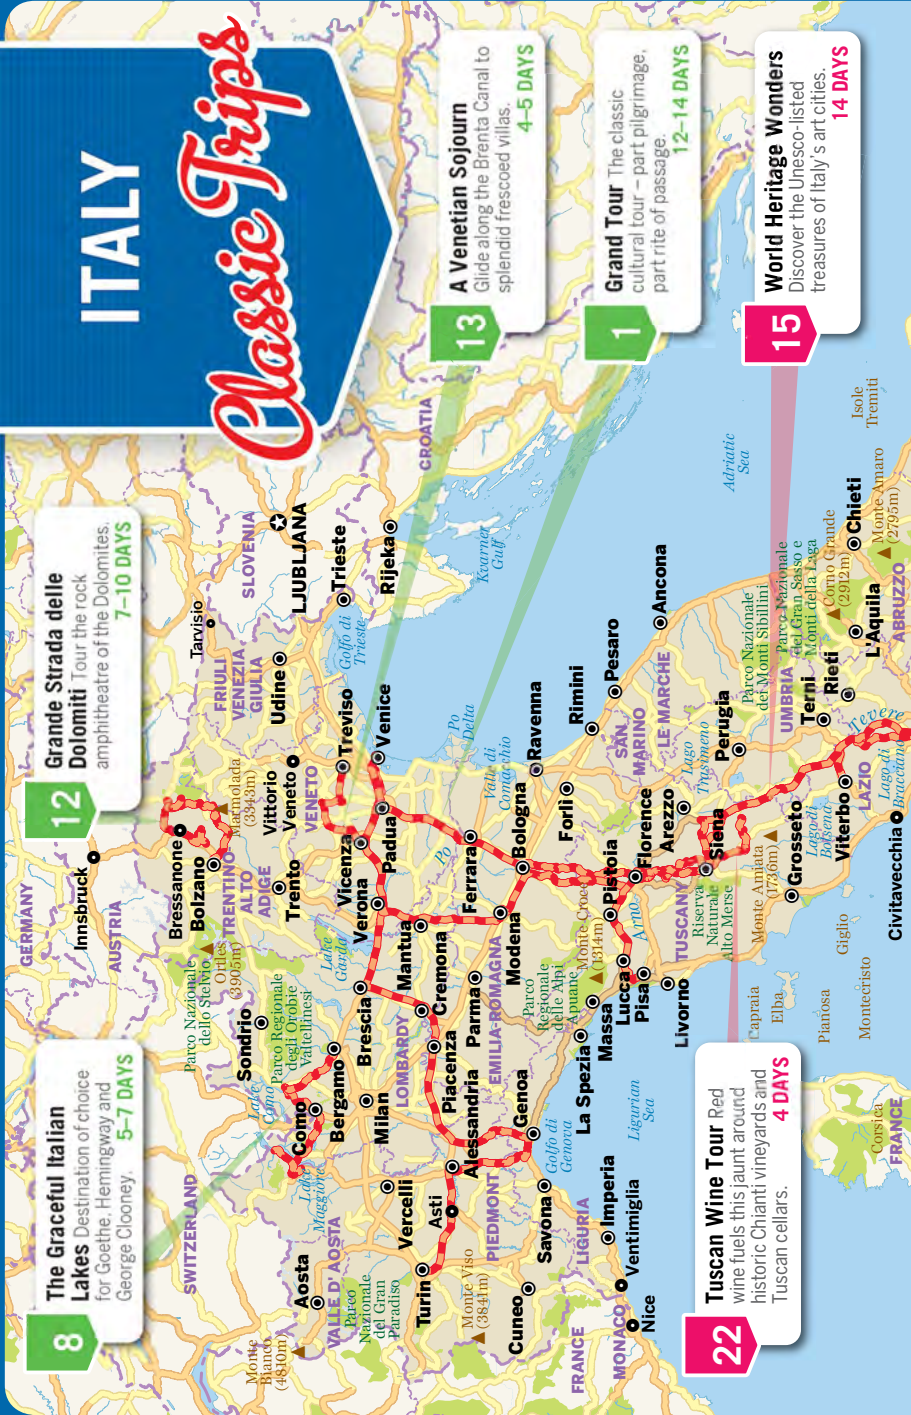 ITALY
Classic Trips
8
The Graceful Italian
Lakes Destination of choice
for Goethe, Hemingway and
George Clooney.
5–7 DAYS
12
Grande Strada delle
Dolomiti Tour the rock
amphitheatre of the Dolomites.
7–10 DAYS
13
A Venetian Sojourn
Glide along the Brenta Canal to
splendid frescoed villas.
4–5 DAYS
1
Grand Tour The classic
cultural tour – part pilgrimage,
part rite of passage.
12–14 DAYS
15
World Heritage Wonders
Discover the Unesco-listed
treasures of Italy's art cities.
14 DAYS
22
Tuscan Wine Tour Red
wine fuels this jaunt around
historic Chianti vineyards and
Tuscan cellars.
4 DAYS
GERMANY
Innsbruck
AUSTRIA
SWITZERLAND
Bressanone
Bolzano
TRENTINO-
ALTO
ADIGE
Trento
Marmolada
(3343m)
Parco Nazionale
dello Stelvio
Ortles
(3905m)
Tarvisio
FRIULI
VENEZIA
GIULIA
Udine
SLOVENIA
LJUBLJANA
Trieste
Golfo di
Trieste
Rijeka
CROATIA
Kvarner
Gulf
Vittorio
Veneto
VENETO
Treviso
Venice
Vicenza
Padua
Verona
Lake
Garda
Sondrio
Parco Regionale
degli Orobie
Valtellinesi
Lake
Como
Como
Bergamo
Brescia
Milan
LOMBARDY
Lake
Maggiore
Monte
Bianco
(4810m)
Aosta
VALLE D'AOSTA
Parco
Nazionale
del Gran
Paradiso
Vercelli
Turin
Asti
Alessandria
Piacenza
Cremona
Mantua
Parma
Modena
EMILIA-ROMAGNA
Ferrara
Po
Po
Delta
Valle di
Comacchio
Bologna
Ravenna
Forlì
Rimini
SAN
MARINO
Pesaro
LE MARCHE
Ancona
Adriatic
Sea
Monte Viso
(3841m)
PIEDMONT
Cuneo
Savona
Genoa
Golfo di
Genova
LIGURIA
Imperia
Ventimiglia
FRANCE
MONACO
Nice
Ligurian
Sea
La Spezia
Massa
Parco
Regionale
delle Alpi
Apuane
Monte Croce
(1314m)
Lucca
Pisa
Livorno
Pistoia
Arno
Florence
Arezzo
TUSCANY
Riserva
Naturale
Alto Merse
Siena
Lago
Trasimeno
Perugia
UMBRIA
Parco Nazionale
dei Monti Sibillini
Parco Nazionale
del Gran Sasso e
Monti della Laga
Corno Grande
(2912m)
Chieti
Monte Amaro
(2795m)
Isole
Tremiti
L'Aquila
ABRUZZO
Terni
Rieti
Tevere
Monte Amiata
(1736m)
Grosseto
Lago di
Bolsena
Viterbo
LAZIO
Lago di
Bracciano
Civitavecchia
Giglio
Capraia
Elba
Pianosa
Montecristo
Corsica
FRANCE